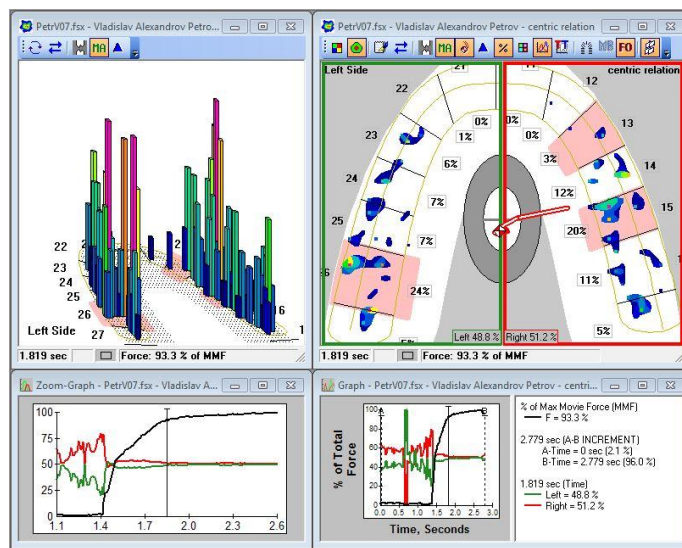 PetrV07.fsx - Vladislav Alexandrov Petro...
MA
22
23
24
25
26
27
Left Side
1.819 sec
Force: 93.3 % of MMF
PetrV07.fsx - Vladislav Alexandrov Petrov - centric relation
MA
%
MB
FO
Left Side
centric relation
22
12
23
13
24
14
25
15
0%
0%
1%
0%
6%
3%
7%
12%
7%
20%
24%
11%
5%
Left 48.8 %
Right 51.2 %
1.819 sec
Force: 93.3 % of MMF
Zoom-Graph - PetrV07.fsx - Vladislav A...
100
75
50
25
0
1.1
1.4
1.7
2.0
2.3
2.6
Graph - PetrV07.fsx - Vladislav Alexandrov Petrov - centri...
% of Total Force
100
80
60
40
20
0
A
B
0.0
0.5
1.0
1.5
2.0
2.5
3.0
Time, Seconds
% of Max Movie Force (MMF)
F = 93.3%
2.779 sec (A-B INCREMENT)
A-Time = 0 sec (2.1 %)
B-Time = 2.779 sec (96.0 %)
1.819 sec (Time)
Left = 48.8 %
Right = 51.2 %